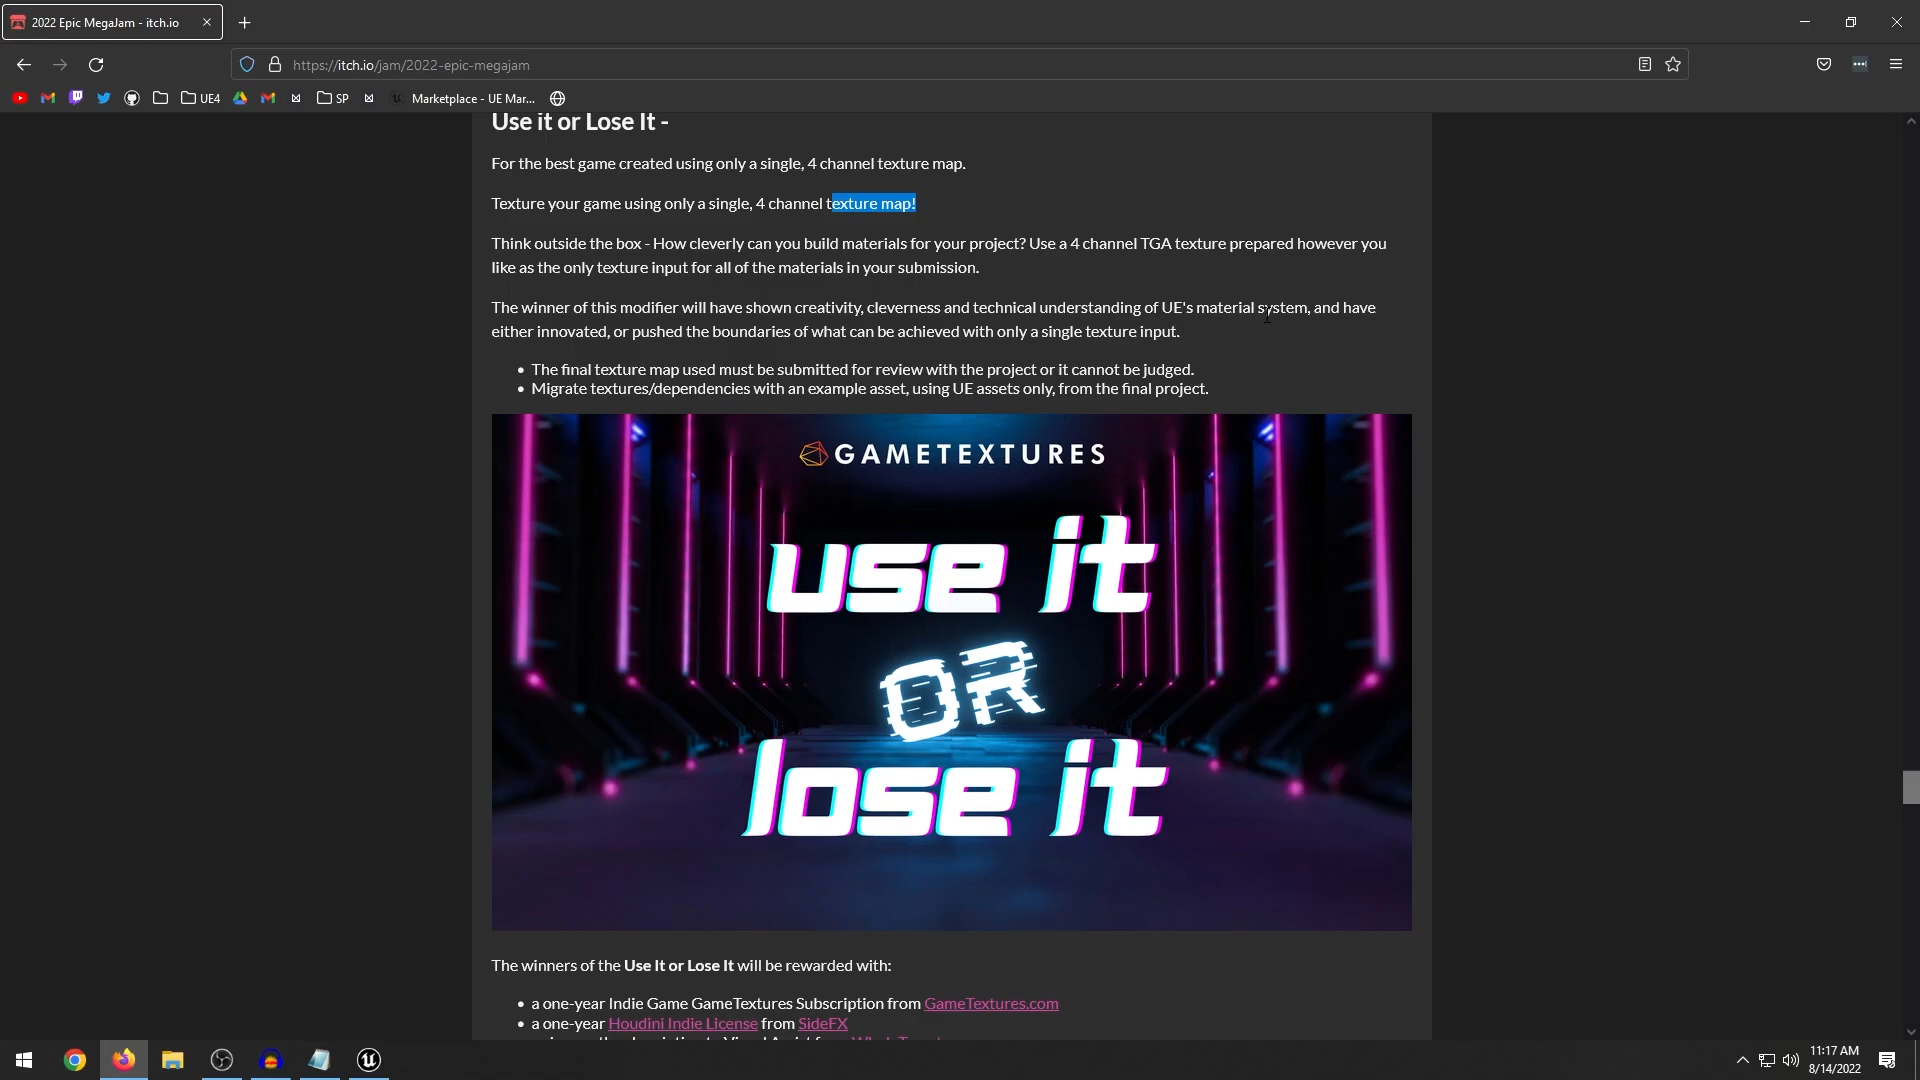 2022 Epic MegaJam - itch.io
https://itch.io/jam/2022-epic-megajam
UE4
SP
Marketplace - UE Mar...
Use it or Lose It -
For the best game created using only a single, 4 channel texture map.
Texture your game using only a single, 4 channel texture map!
Think outside the box - How cleverly can you build materials for your project? Use a 4 channel TGA texture prepared however you
like as the only texture input for all of the materials in your submission.
The winner of this modifier will have shown creativity, cleverness and technical understanding of UE's material system, and have
either innovated, or pushed the boundaries of what can be achieved with only a single texture input.
• The final texture map used must be submitted for review with the project or it cannot be judged.
• Migrate textures/dependencies with an example asset, using UE assets only, from the final project.
GAMETEXTURES
use it
OR
lose it
The winners of the Use It or Lose It will be rewarded with:
• a one-year Indie Game GameTextures Subscription from GameTextures.com
• a one-year Houdini Indie License from SideFX
11:17 AM
8/14/2022